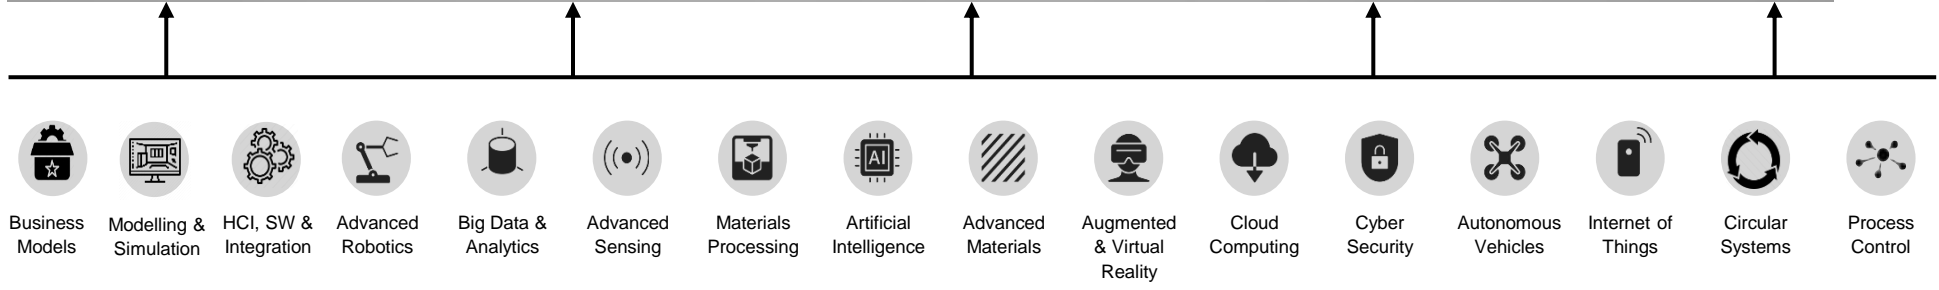 AI
Business
Models
Modelling &
Simulation
HCI, SW &
Integration
Advanced
Robotics
Big Data &
Analytics
Advanced
Sensing
Materials
Processing
Artificial
Intelligence
Advanced
Materials
Augmented
& Virtual
Reality
Cloud
Computing
Cyber
Security
Autonomous
Vehicles
Internet of
Things
Circular
Systems
Process
Control